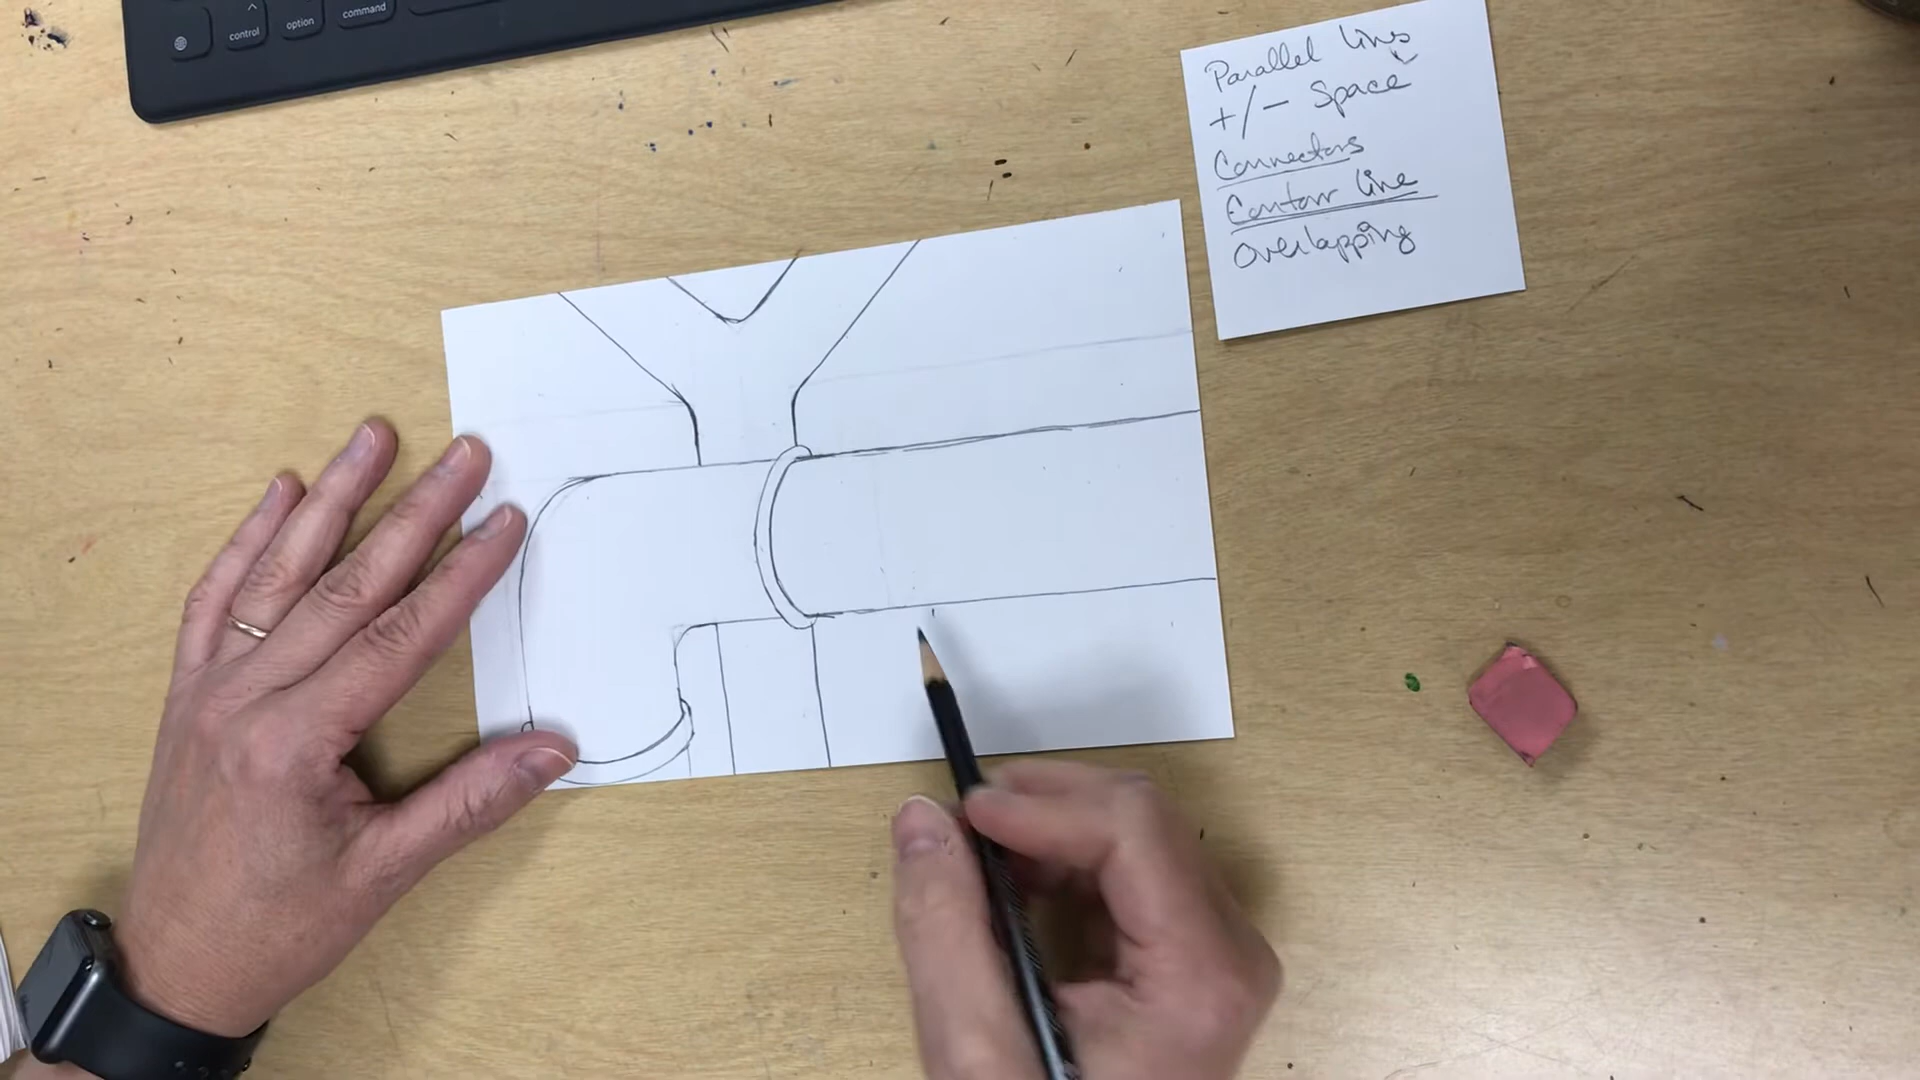 control
option
command
Parallel lines
+/- Space
Connectors
Contour line
Overlapping